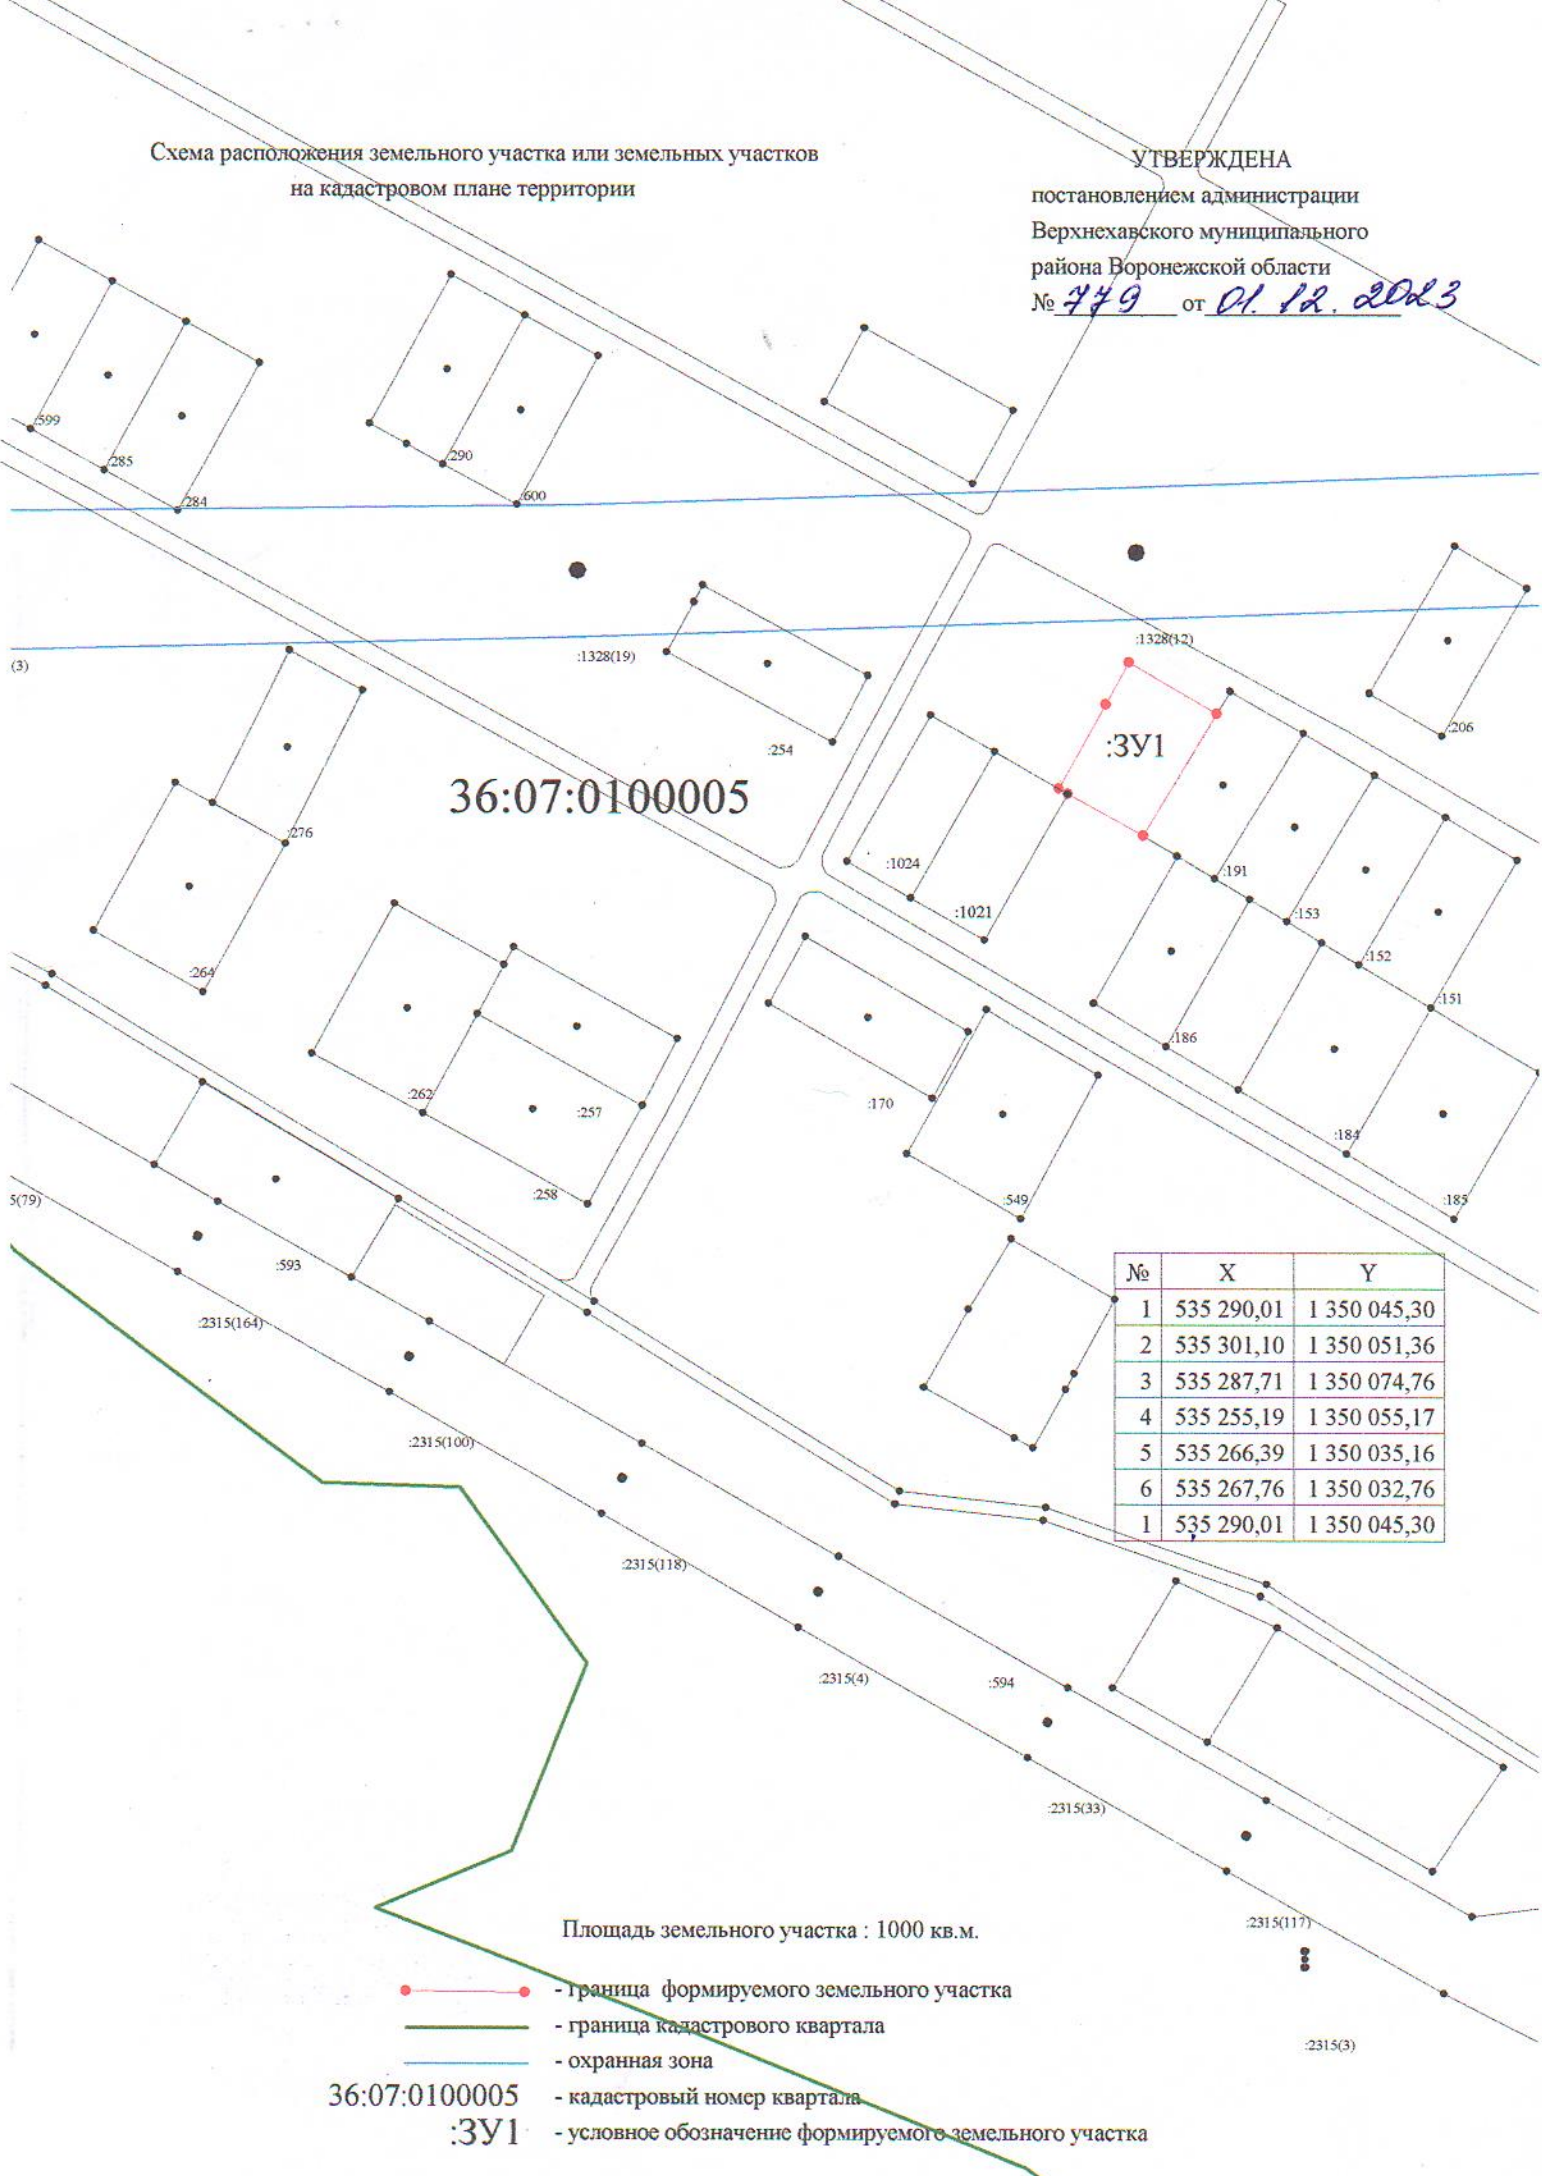 Схема расположения земельного участка или земельных участков
на кадастровом плане территории
УТВЕРЖДЕНА
постановлением администрации
Верхнехавского муниципального
района Воронежской области
№ 779 от 01.12.2023
:599
:285
:284
:290
:600
(3)
:1328(19)
:1328(12)
:254
:206
:ЗУ1
36:07:0100005
:276
:1024
:191
:1021
:153
:152
:264
:151
:186
:262
:257
:170
:184
:258
:549
:185
5(79)
:593
:2315(164)
№ X Y
1 535 290,01 1 350 045,30
2 535 301,10 1 350 051,36
3 535 287,71 1 350 074,76
4 535 255,19 1 350 055,17
5 535 266,39 1 350 035,16
6 535 267,76 1 350 032,76
1 535 290,01 1 350 045,30
:2315(100)
:2315(118)
:2315(4)
:594
:2315(33)
:2315(117)
:2315(3)
Площадь земельного участка : 1000 кв.м.
- граница формируемого земельного участка
- граница кадастрового квартала
- охранная зона
36:07:0100005 - кадастровый номер квартала
:ЗУ1 - условное обозначение формируемого земельного участка